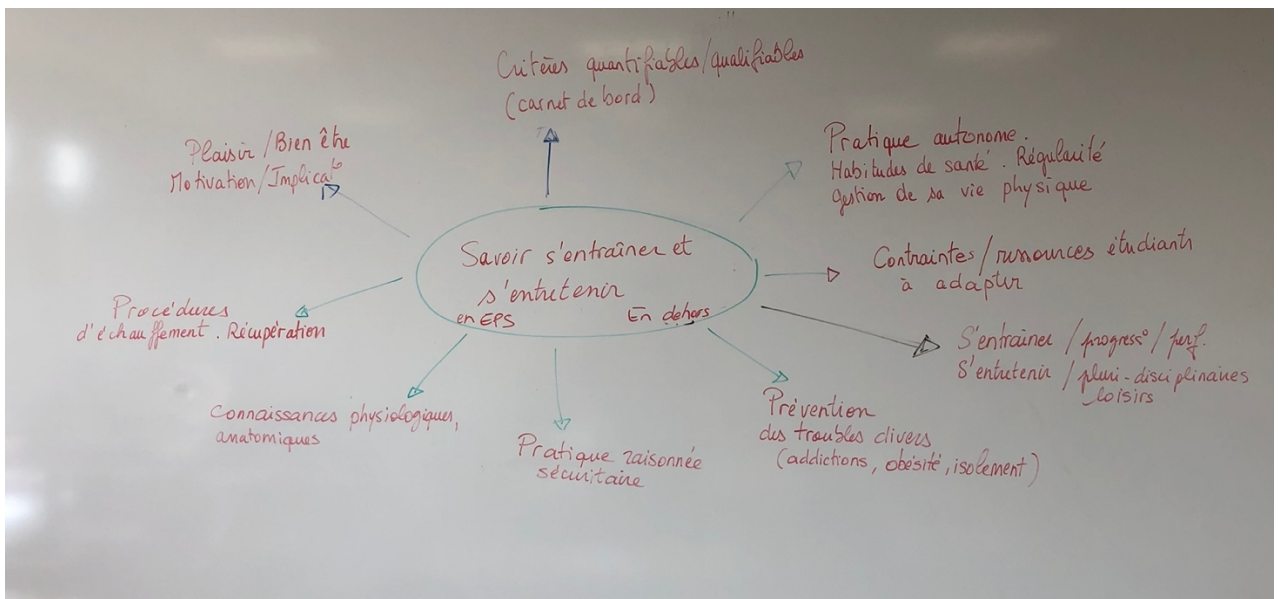 Critères quantifiables/qualifiables
(carnet de bord)
Plaisir/Bien être
Motivation/Implicat°
Pratique autonome.
Habitudes de santé. Régularité
gestion de sa vie physique
Savoir s'entraîner et
s'entretenir
en EPS En dehors
Contraintes/ressources étudiants
à adapter
Procédures
d'échauffement. Récupération
S'entraîner/progress°/perf.
S'entretenir/pluri-disciplinaires
loisirs
Connaissances physiologiques,
anatomiques
Pratique raisonnée
sécuritaire
Prévention
des troubles divers
(addictions, obésité, isolement)